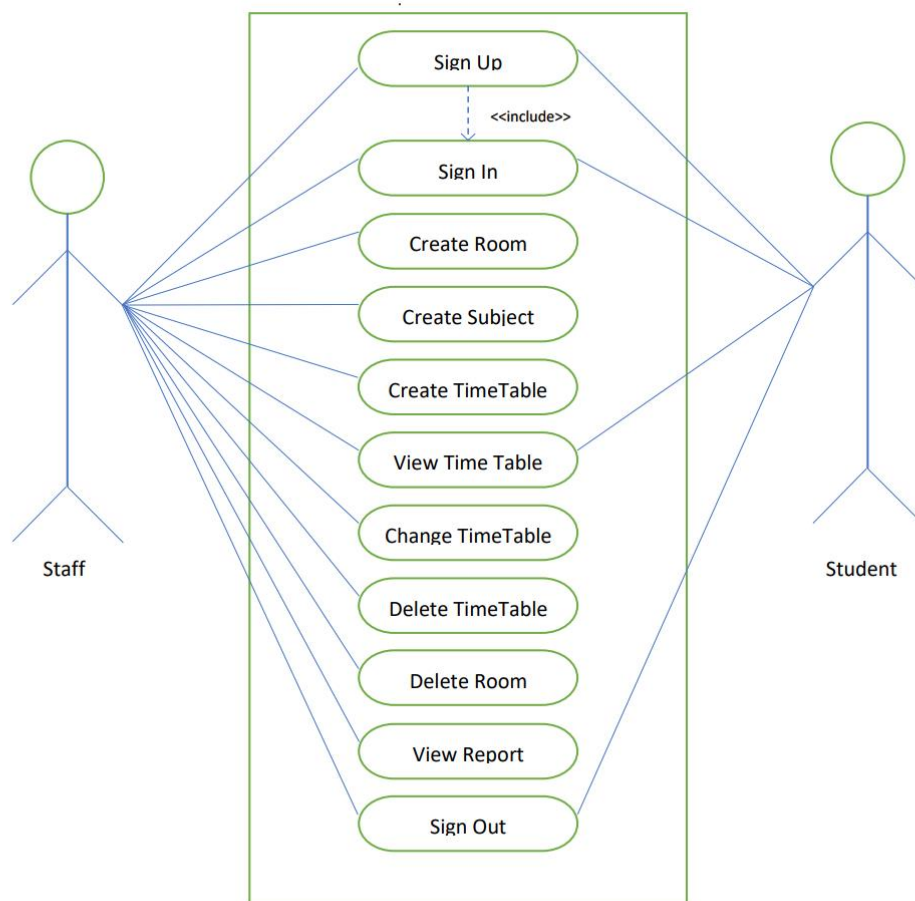 Sign Up
<<include>>
Sign In
Create Room
Create Subject
Create TimeTable
View Time Table
Change TimeTable
Staff
Student
Delete TimeTable
Delete Room
View Report
Sign Out